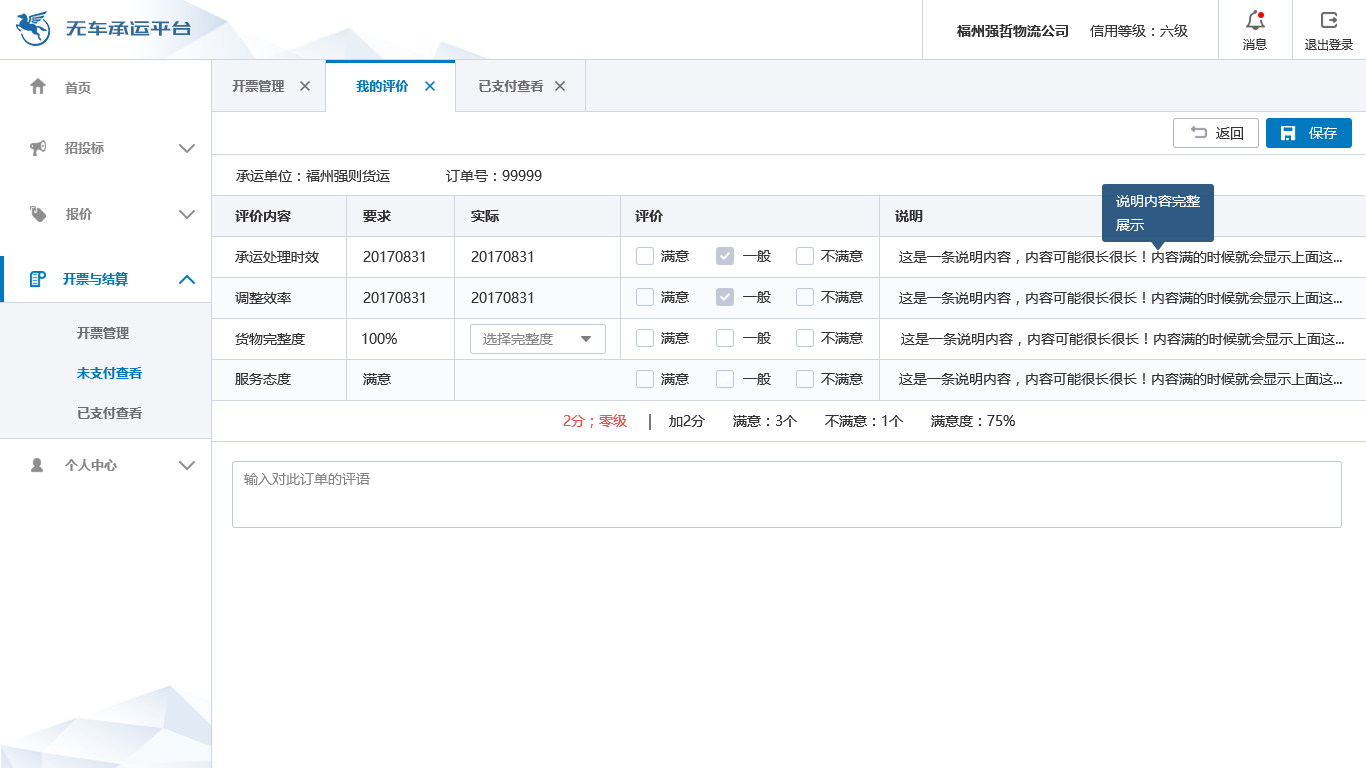 无车承运平台
福州强哲物流公司 信用等级：六级
消息
退出登录
首页
招投标
报价
开票与结算
开票管理
未支付查看
已支付查看
个人中心
开票管理 我的评价 已支付查看
返回 保存
承运单位：福州强则货运 订单号：99999
说明内容完整
展示
评价内容 要求 实际 评价 说明
承运处理时效 20170831 20170831 满意 一般 不满意 这是一条说明内容，内容可能很长很长！内容满的时候就会显示上面这...
调整效率 20170831 20170831 满意 一般 不满意 这是一条说明内容，内容可能很长很长！内容满的时候就会显示上面这...
货物完整度 100% 选择完整度 满意 一般 不满意 这是一条说明内容，内容可能很长很长！内容满的时候就会显示上面这...
服务态度 满意 满意 一般 不满意 这是一条说明内容，内容可能很长很长！内容满的时候就会显示上面这...
2分；零级 | 加2分 满意：3个 不满意：1个 满意度：75%
输入对此订单的评语